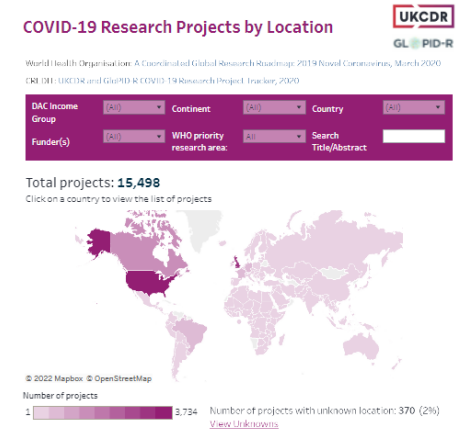 COVID-19 Research Projects by Location
UKCDR
GLOPID-R
World Health Organisation: A Coordinated Global Research Roadmap: 2019 Novel Coronavirus, March 2020
CREDIT: UKCDR and GloPID-R COVID-19 Research Project Tracker, 2020
DAC Income Group (All) Continent (All) Country (All)
Funder(s) (All) WHO priority research area: All Search Title/Abstract
Total projects: 15,498
Click on a country to view the list of projects
© 2022 Mapbox © OpenStreetMap
Number of projects
1 3,734 Number of projects with unknown location: 370 (2%)
View Unknowns